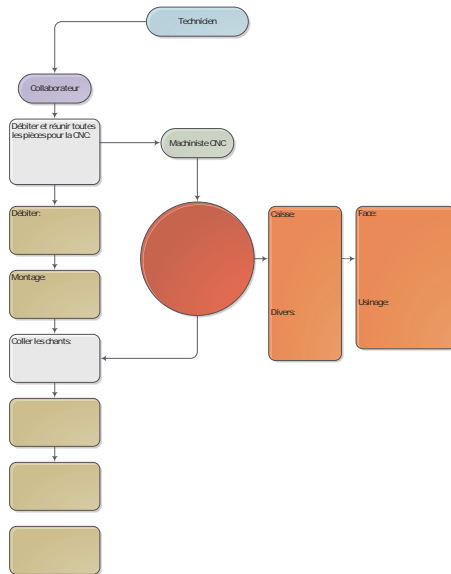 Technicien
Collaborateur
Débiter et réunir toutes
les pièces pour la CNC:
Machiniste CNC
Débiter:
Caisse:
Face:
Montage:
Usinage:
Divers:
Coller les chants: